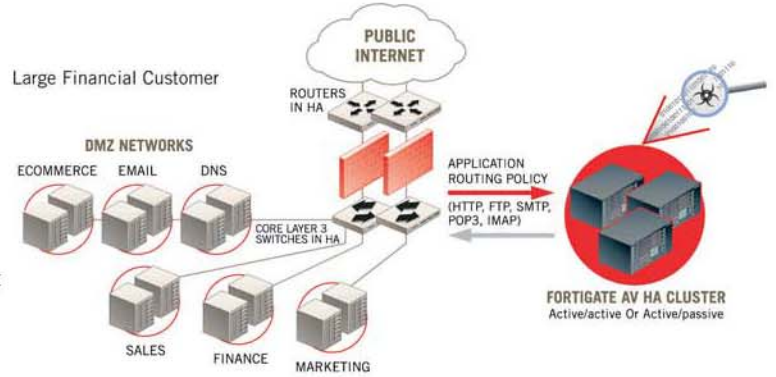 PUBLIC
INTERNET
Large Financial Customer
ROUTERS
IN HA
DMZ NETWORKS
ECOMMERCE
EMAIL
DNS
APPLICATION
ROUTING POLICY
(HTTP, FTP, SMTP,
POP3, IMAP)
CORE LAYER 3
SWITCHES IN HA
FORTIGATE AV HA CLUSTER
Active/active Or Active/passive
SALES
FINANCE
MARKETING